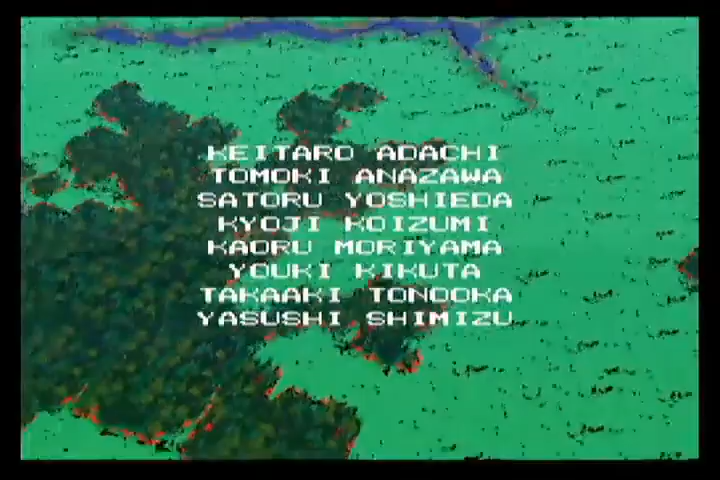 KEITARO ADACHI
TOMOKI ANAZAWA
SATORU YOSHIEDA
KYOJI KOIZUMI
KAORU MORIYAMA
YOUKI KIKUTA
TAKAAKI TONOOKA
YASUSHI SHIMIZU